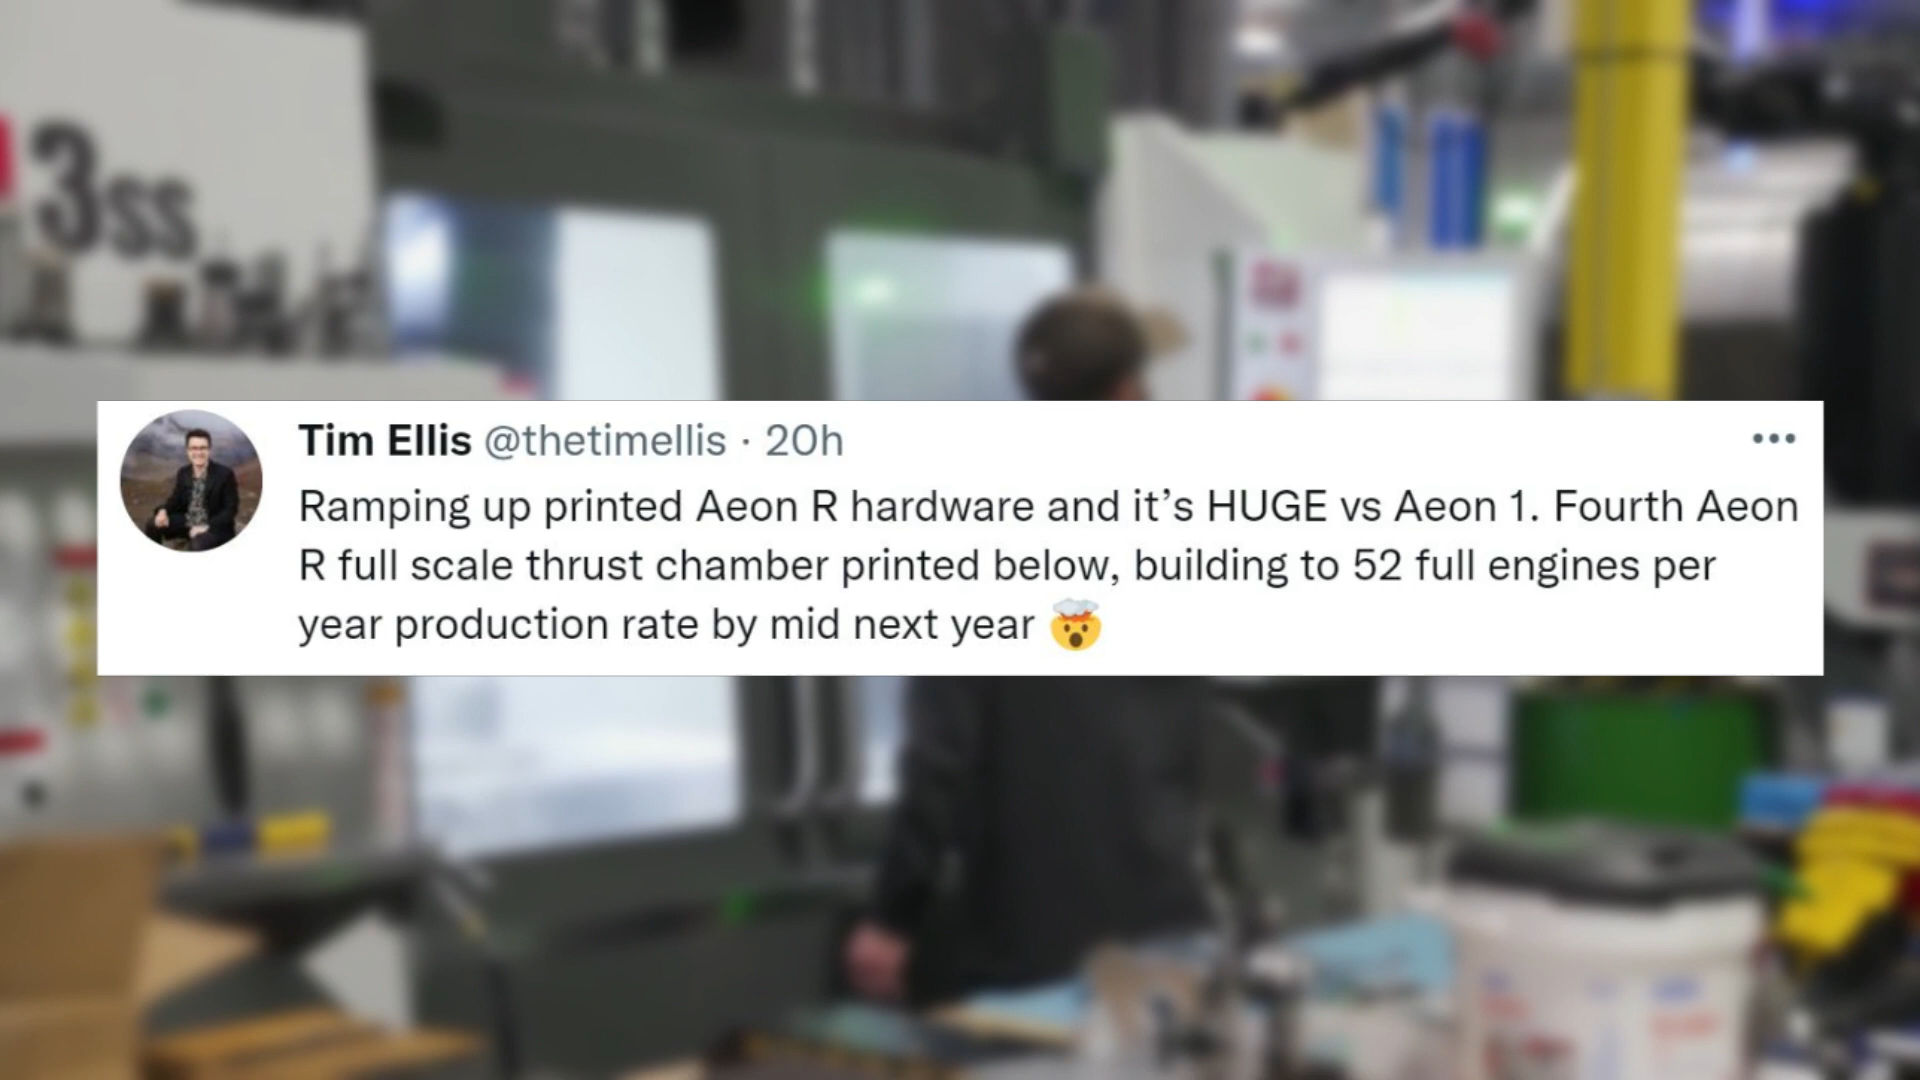 3ss
Tim Ellis @thetimellis · 20h
Ramping up printed Aeon R hardware and it’s HUGE vs Aeon 1. Fourth Aeon
R full scale thrust chamber printed below, building to 52 full engines per
year production rate by mid next year 🤯